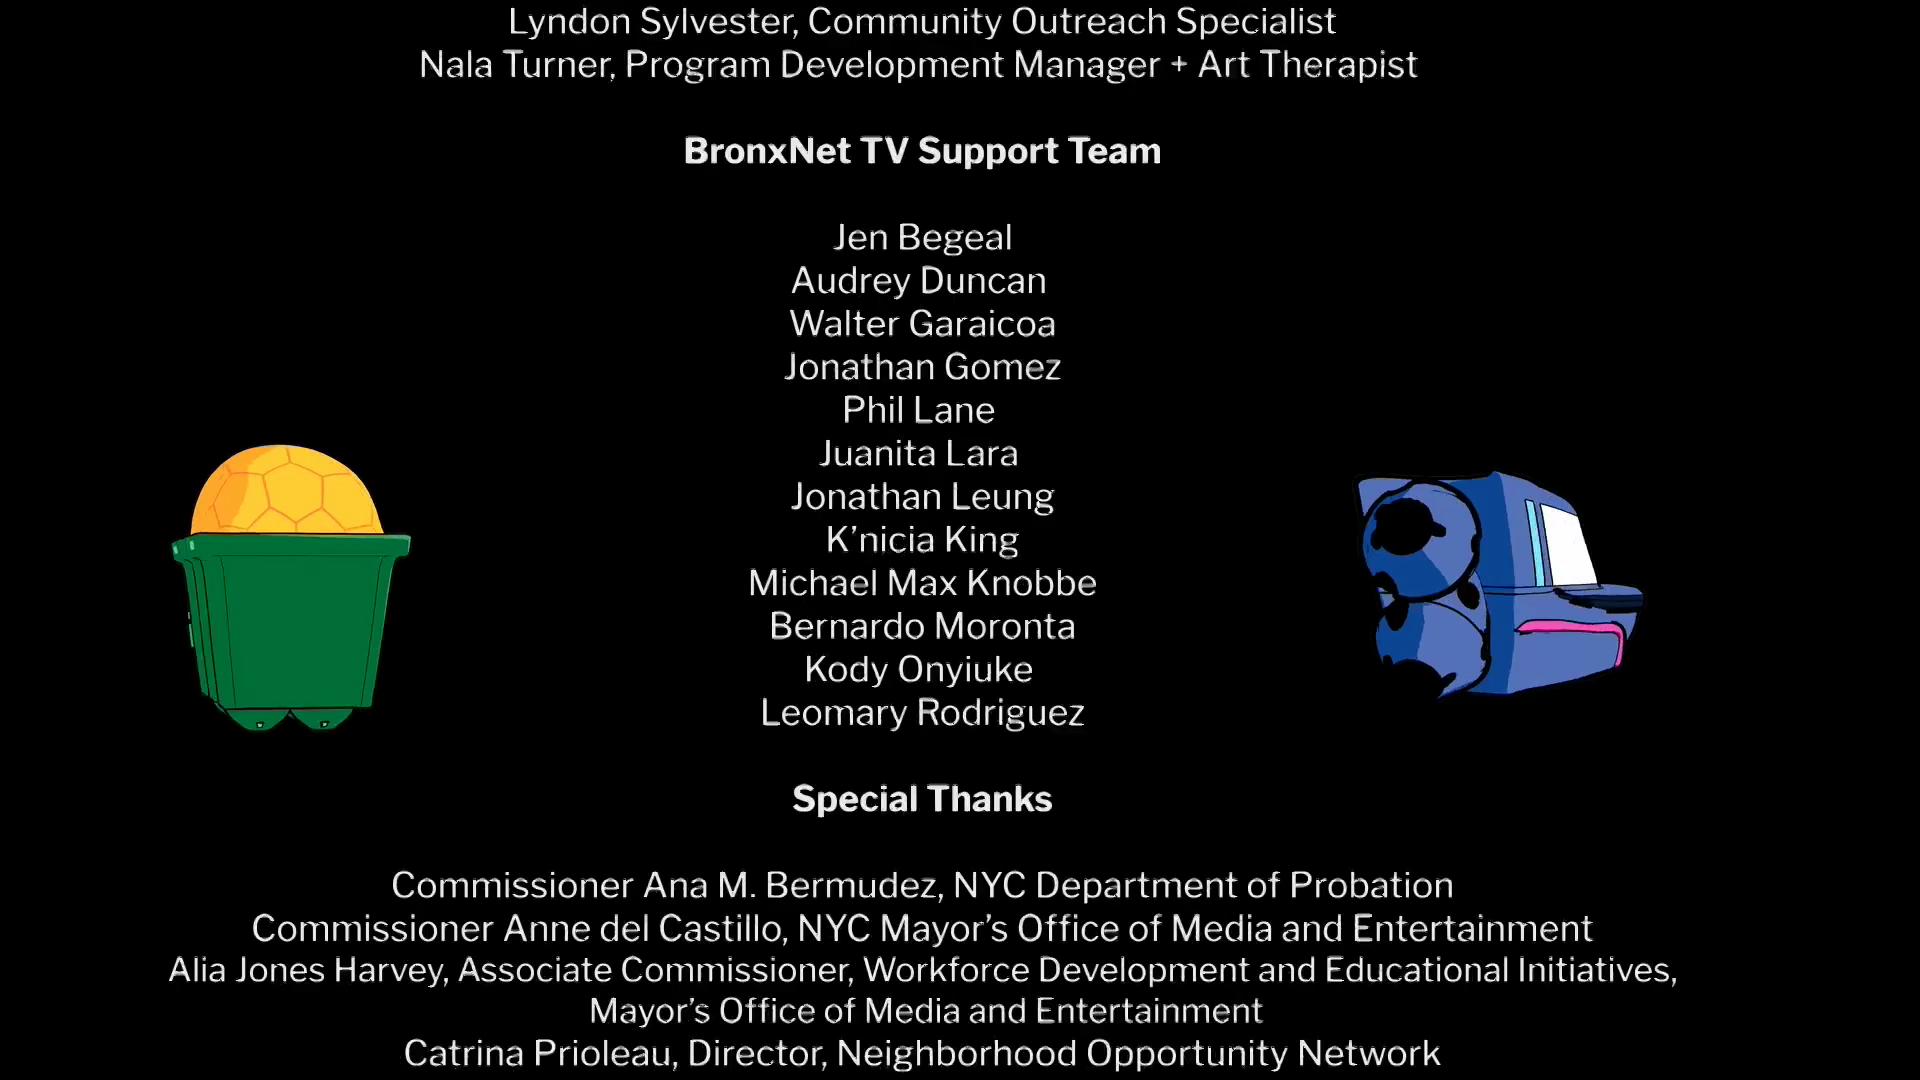 Lyndon Sylvester, Community Outreach Specialist
Nala Turner, Program Development Manager + Art Therapist
BronxNet TV Support Team
Jen Begeal
Audrey Duncan
Walter Garaicoa
Jonathan Gomez
Phil Lane
Juanita Lara
Jonathan Leung
K’nicia King
Michael Max Knobbe
Bernardo Moronta
Kody Onyiuke
Leomary Rodriguez
Special Thanks
Commissioner Ana M. Bermudez, NYC Department of Probation
Commissioner Anne del Castillo, NYC Mayor’s Office of Media and Entertainment
Alia Jones Harvey, Associate Commissioner, Workforce Development and Educational Initiatives,
Mayor’s Office of Media and Entertainment
Catrina Prioleau, Director, Neighborhood Opportunity Network